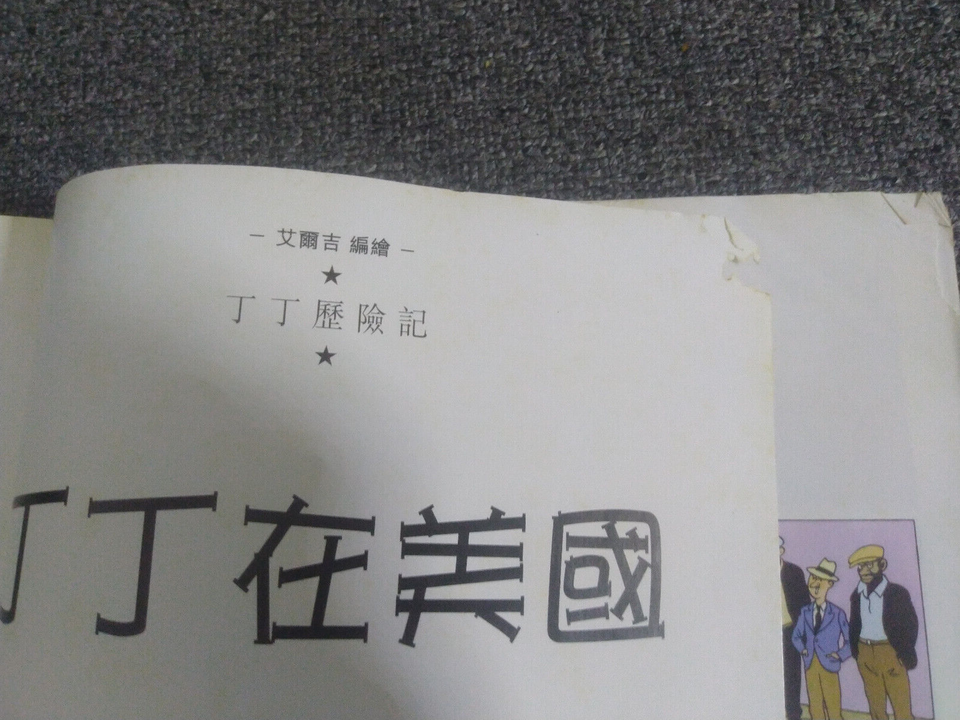 — 艾爾吉 編繪 —
★
丁丁歷險記
★
丁丁在美國